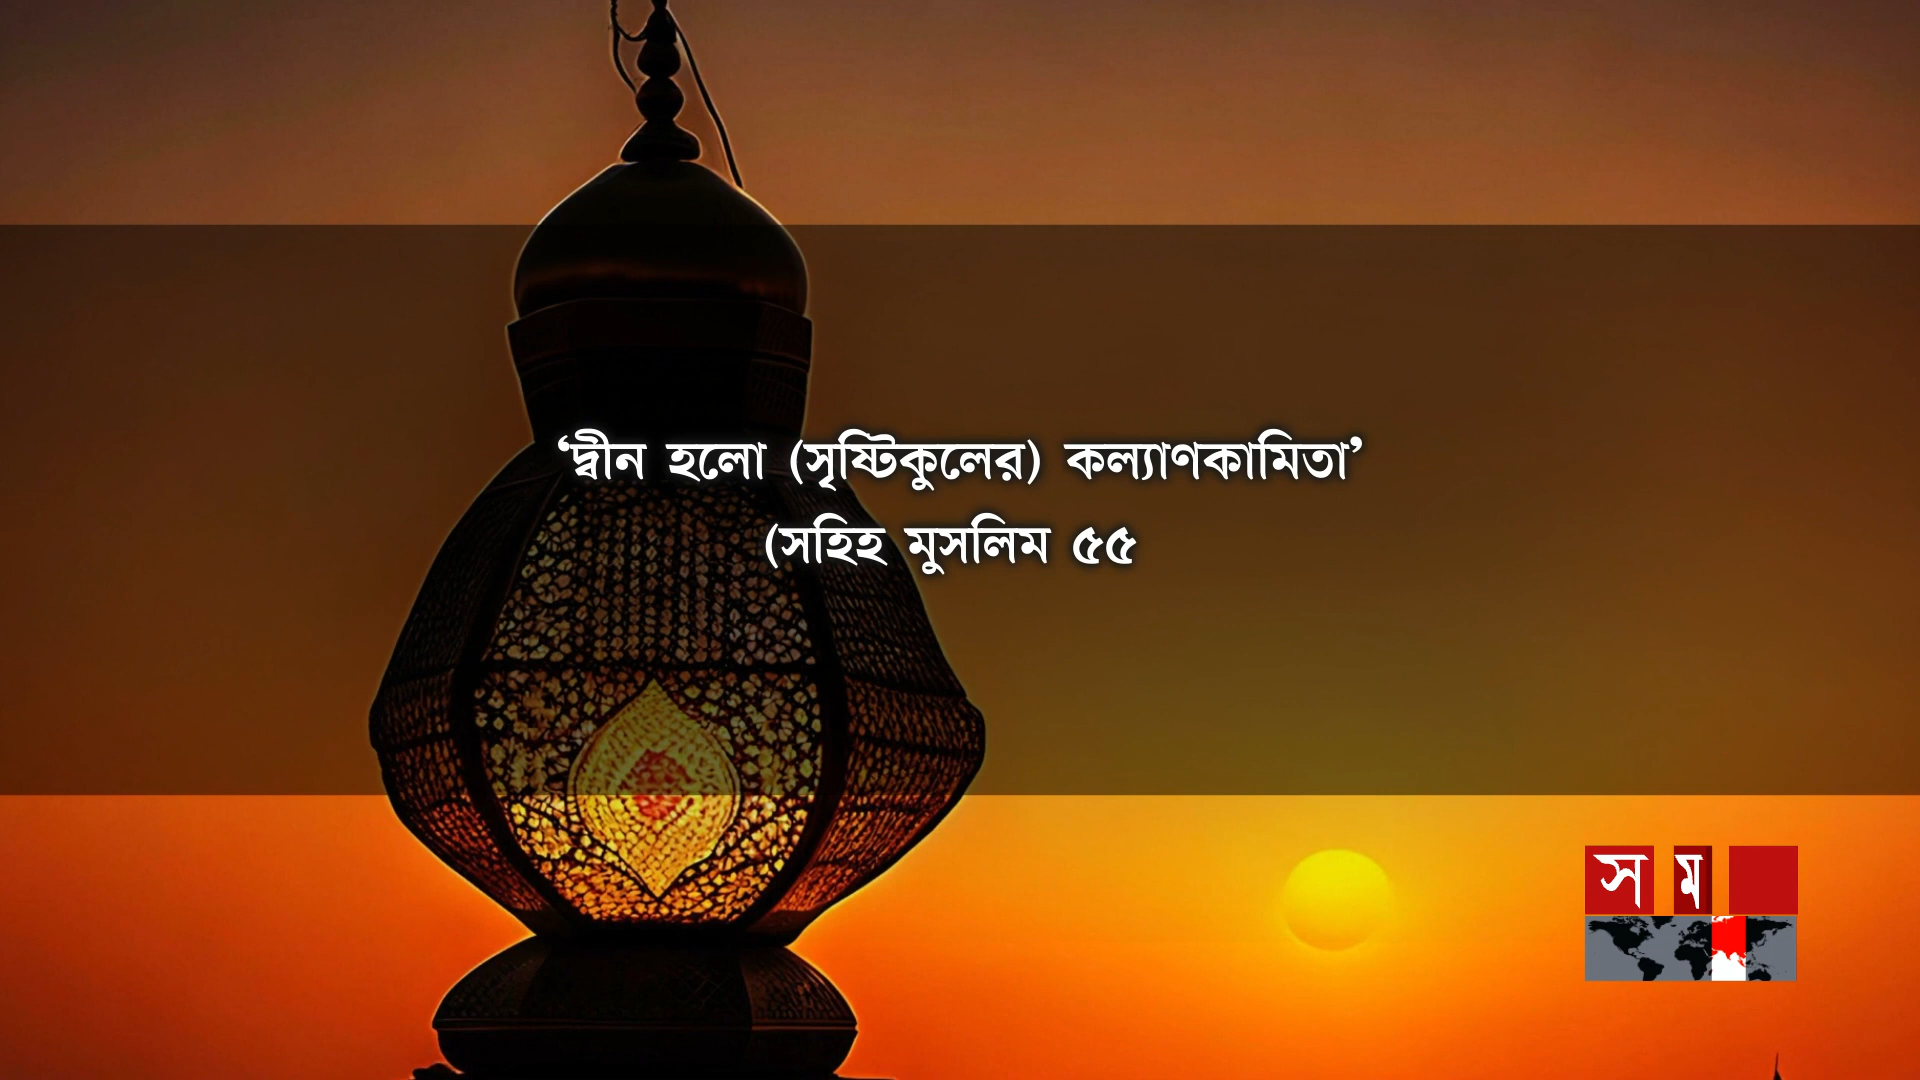 ‘দ্বীন হলো (সৃষ্টিকুলের) কল্যাণকামিতা’
(সহিহ মুসলিম ৫৫
স ম